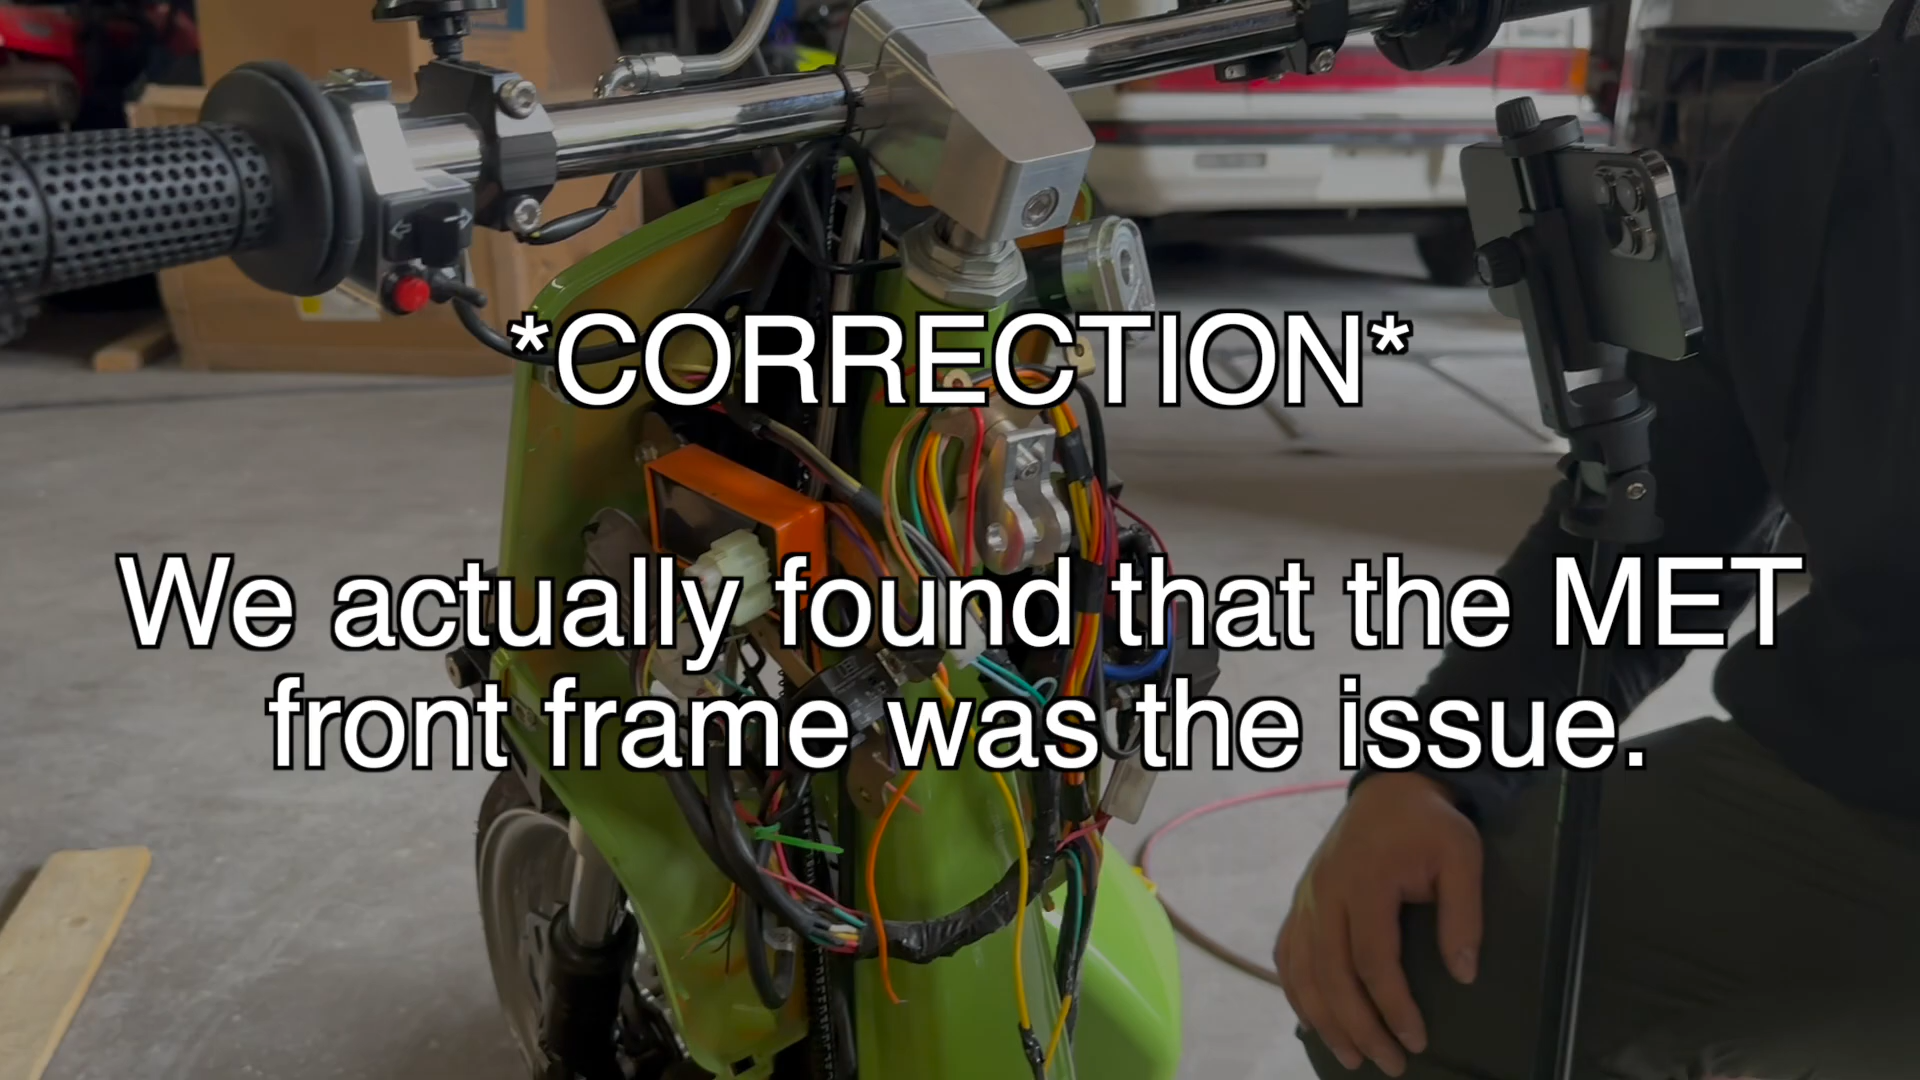 *CORRECTION*
We actually found that the MET
front frame was the issue.